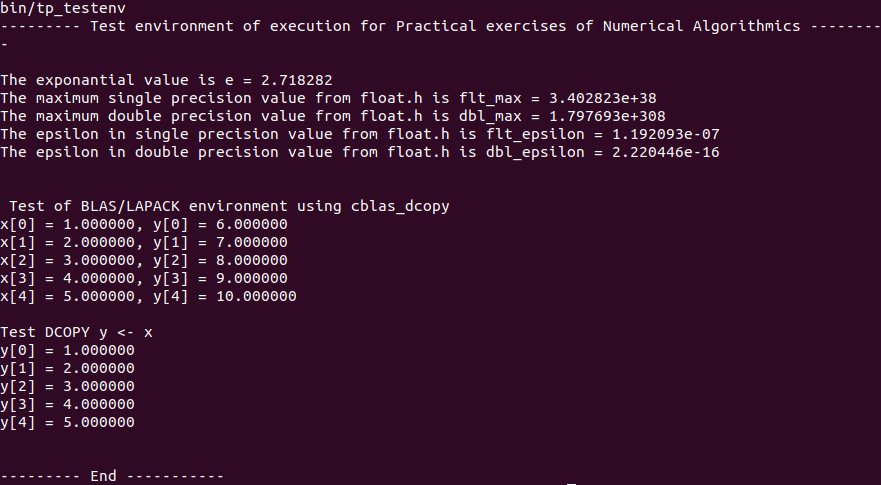 bin/tp_testenv
--------- Test environment of execution for Practical exercises of Numerical Algorithmics --------
-
The exponantial value is e = 2.718282
The maximum single precision value from float.h is flt_max = 3.402823e+38
The maximum double precision value from float.h is dbl_max = 1.797693e+308
The epsilon in single precision value from float.h is flt_epsilon = 1.192093e-07
The epsilon in double precision value from float.h is dbl_epsilon = 2.220446e-16
Test of BLAS/LAPACK environment using cblas_dcopy
x[0] = 1.000000, y[0] = 6.000000
x[1] = 2.000000, y[1] = 7.000000
x[2] = 3.000000, y[2] = 8.000000
x[3] = 4.000000, y[3] = 9.000000
x[4] = 5.000000, y[4] = 10.000000
Test DCOPY y <- x
y[0] = 1.000000
y[1] = 2.000000
y[2] = 3.000000
y[3] = 4.000000
y[4] = 5.000000
--------- End -----------